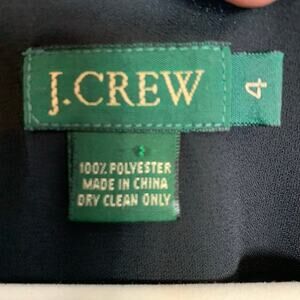 J.CREW
4
100% POLYESTER
MADE IN CHINA
DRY CLEAN ONLY